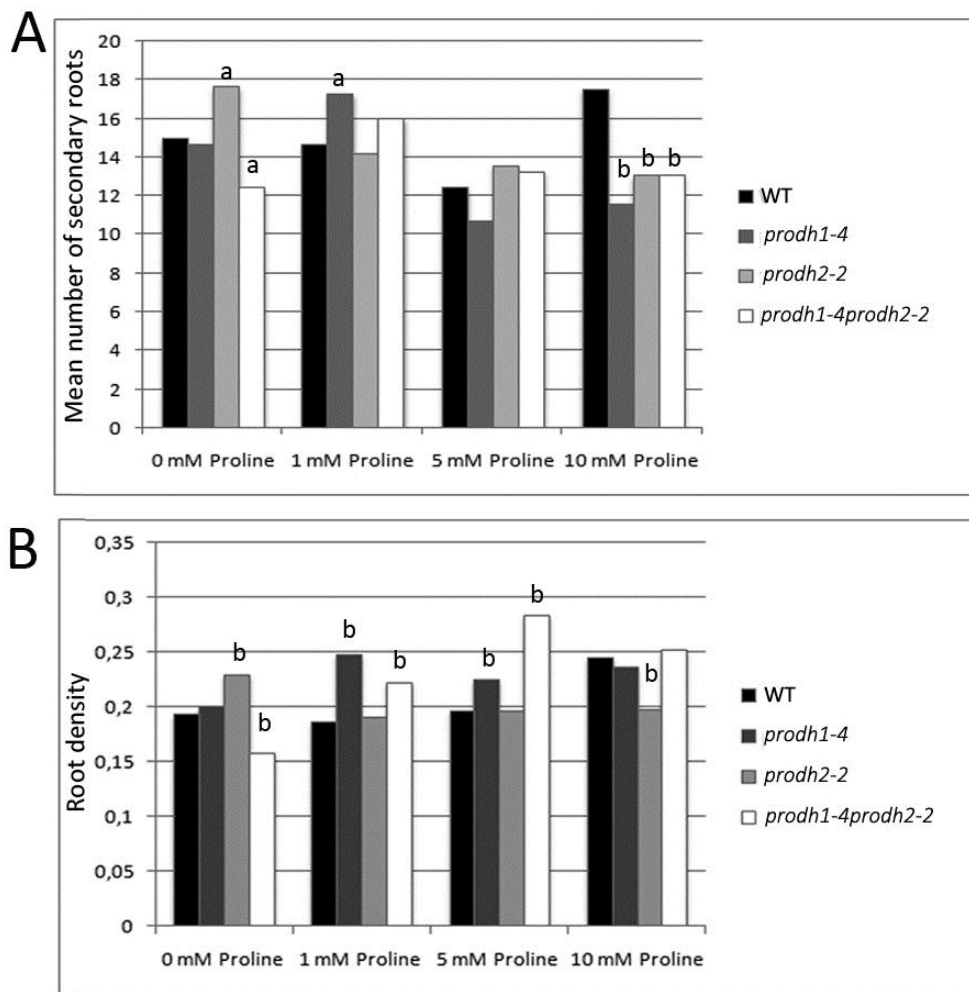 A
Mean number of secondary roots
20
18
16
14
12
10
8
6
4
2
0
a
a
a
b
b
b
0 mM Proline
1 mM Proline
5 mM Proline
10 mM Proline
WT
prodh1-4
prodh2-2
prodh1-4prodh2-2
B
Root density
0,35
0,3
0,25
0,2
0,15
0,1
0,05
0
b
b
b
b
b
b
b
0 mM Proline
1 mM Proline
5 mM Proline
10 mM Proline
WT
prodh1-4
prodh2-2
prodh1-4prodh2-2